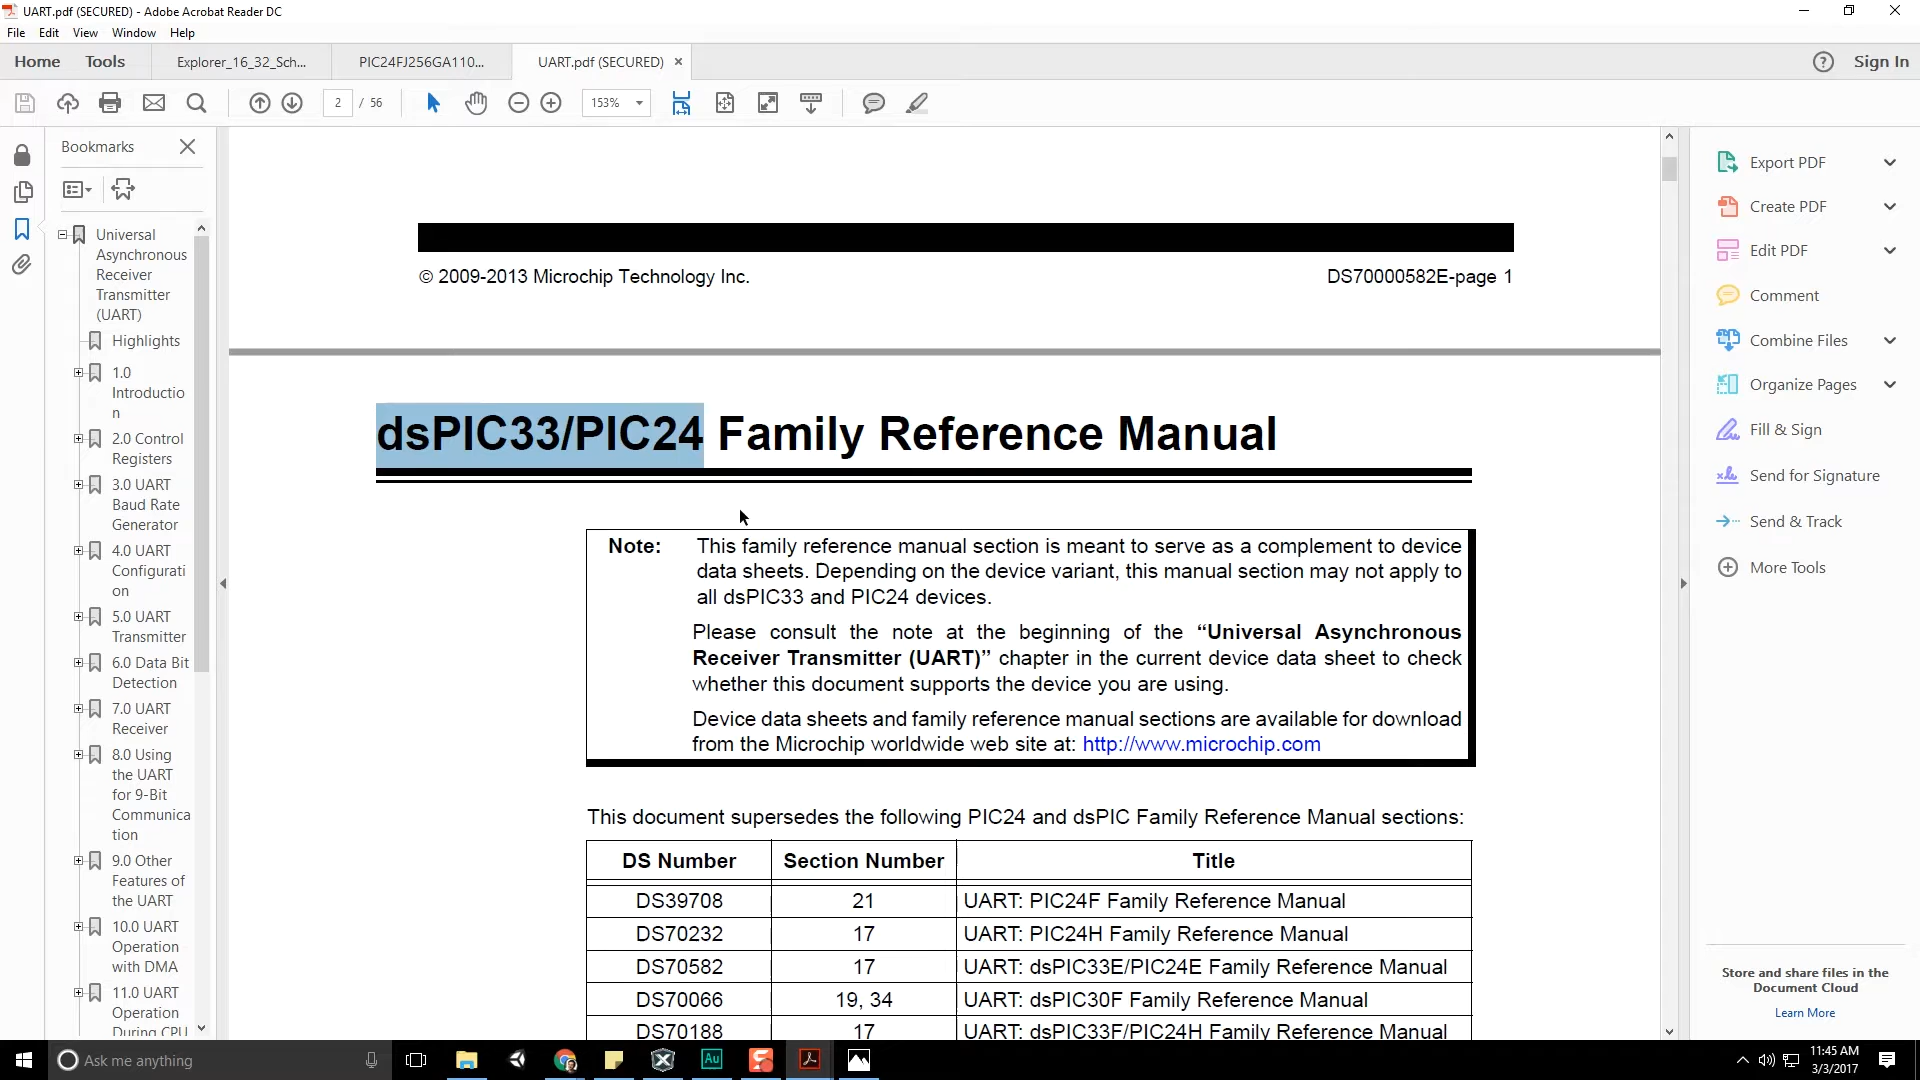 UART.pdf (SECURED) - Adobe Acrobat Reader DC
File Edit View Window Help
Home Tools Explorer_16_32_Sch... PIC24FJ256GA110... UART.pdf (SECURED) × Sign In
2 / 56 153%
Bookmarks
Universal
Asynchronous
Receiver
Transmitter
(UART)
Highlights
1.0
Introductio
n
2.0 Control
Registers
3.0 UART
Baud Rate
Generator
4.0 UART
Configurati
on
5.0 UART
Transmitter
6.0 Data Bit
Detection
7.0 UART
Receiver
8.0 Using
the UART
for 9-Bit
Communica
tion
9.0 Other
Features of
the UART
10.0 UART
Operation
with DMA
11.0 UART
Operation
During CPU
© 2009-2013 Microchip Technology Inc. DS70000582E-page 1
dsPIC33/PIC24 Family Reference Manual
Note: This family reference manual section is meant to serve as a complement to device
data sheets. Depending on the device variant, this manual section may not apply to
all dsPIC33 and PIC24 devices.
Please consult the note at the beginning of the “Universal Asynchronous
Receiver Transmitter (UART)” chapter in the current device data sheet to check
whether this document supports the device you are using.
Device data sheets and family reference manual sections are available for download
from the Microchip worldwide web site at: http://www.microchip.com
This document supersedes the following PIC24 and dsPIC Family Reference Manual sections:
DS Number Section Number Title
DS39708 21 UART: PIC24F Family Reference Manual
DS70232 17 UART: PIC24H Family Reference Manual
DS70582 17 UART: dsPIC33E/PIC24E Family Reference Manual
DS70066 19, 34 UART: dsPIC30F Family Reference Manual
DS70188 17 UART: dsPIC33F/PIC24H Family Reference Manual
Export PDF
Create PDF
Edit PDF
Comment
Combine Files
Organize Pages
Fill & Sign
Send for Signature
Send & Track
More Tools
Store and share files in the
Document Cloud
Learn More
Ask me anything
Au
11:45 AM
3/3/2017